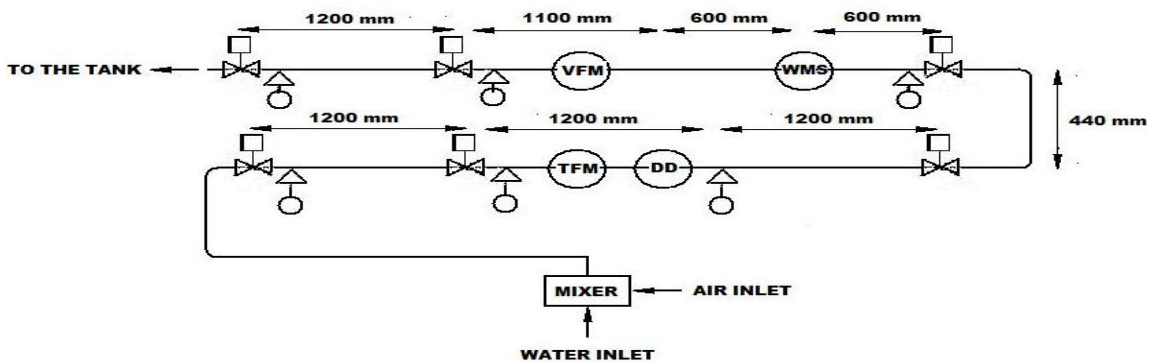 1200 mm 1100 mm 600 mm 600 mm
TO THE TANK VFM WMS
1200 mm 1200 mm 1200 mm 440 mm
TFM DD
MIXER AIR INLET
WATER INLET